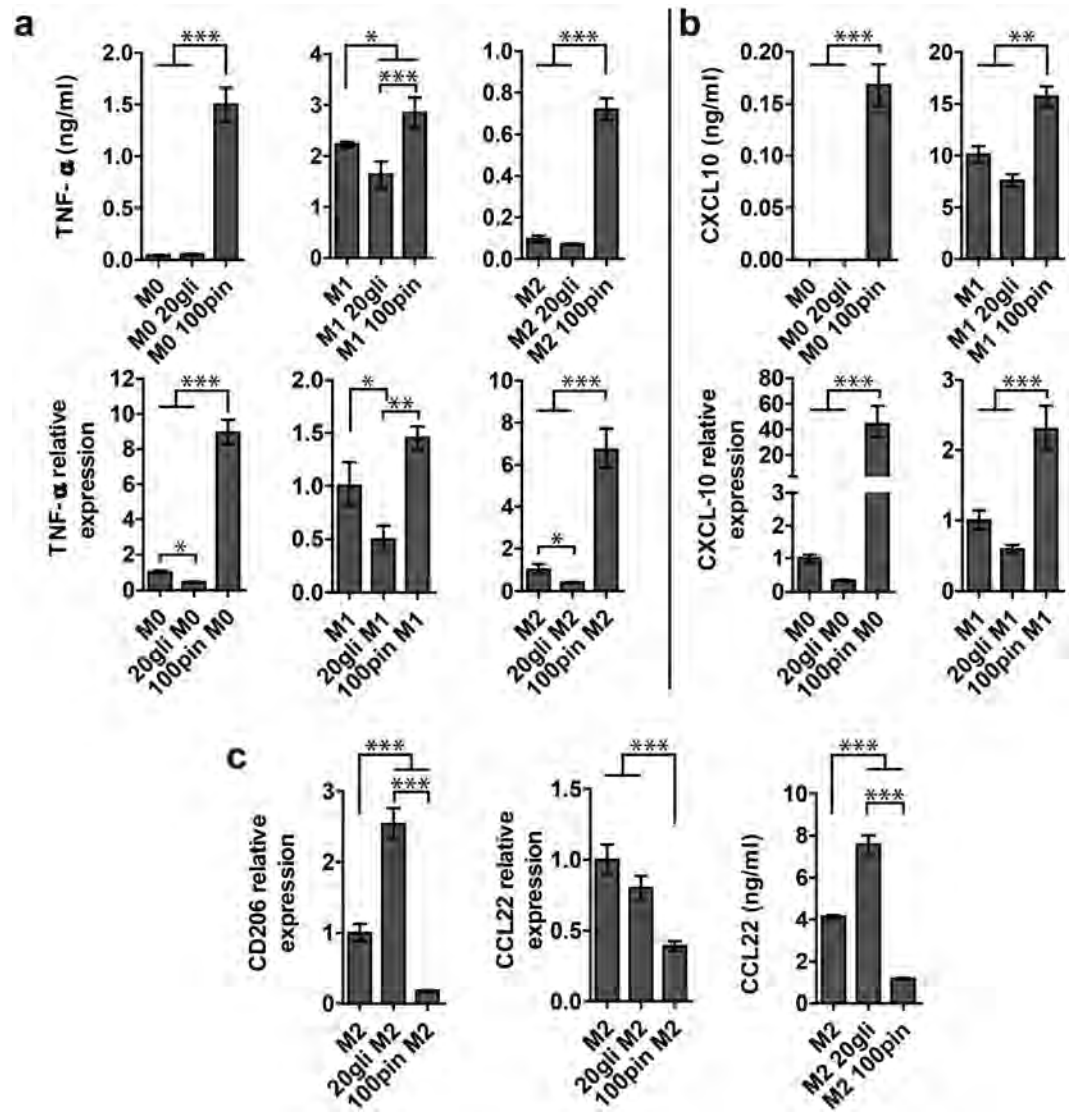 a
TNF- α (ng/ml)
2.0
1.5
1.0
0.5
0.0
***
M0
M0 20gli
M0 100pin
4
3
2
1
0
*
***
M1
M1 20gli
M1 100pin
1.0
0.8
0.6
0.4
0.2
0.0
***
M2
M2 20gli
M2 100pin
b
CXCL10 (ng/ml)
0.20
0.15
0.10
0.05
0.00
***
M0
M0 20gli
M0 100pin
20
15
10
5
0
**
M1
M1 20gli
M1 100pin
TNF-α relative
expression
12
10
8
6
4
2
0
***
*
M0
20gli M0
100pin M0
2.0
1.5
1.0
0.5
0.0
*
**
M1
20gli M1
100pin M1
10
8
6
4
2
0
***
*
M2
20gli M2
100pin M2
CXCL-10 relative
expression
80
60
40
20
1
0
***
M0
20gli M0
100pin M0
3
2
1
0
***
M1
20gli M1
100pin M1
c
CD206 relative
expression
3
2
1
0
***
***
M2
20gli M2
100pin M2
CCL22 relative
expression
1.5
1.0
0.5
0.0
***
M2
20gli M2
100pin M2
CCL22 (ng/ml)
10
8
6
4
2
0
***
***
M2
M2 20gli
M2 100pin